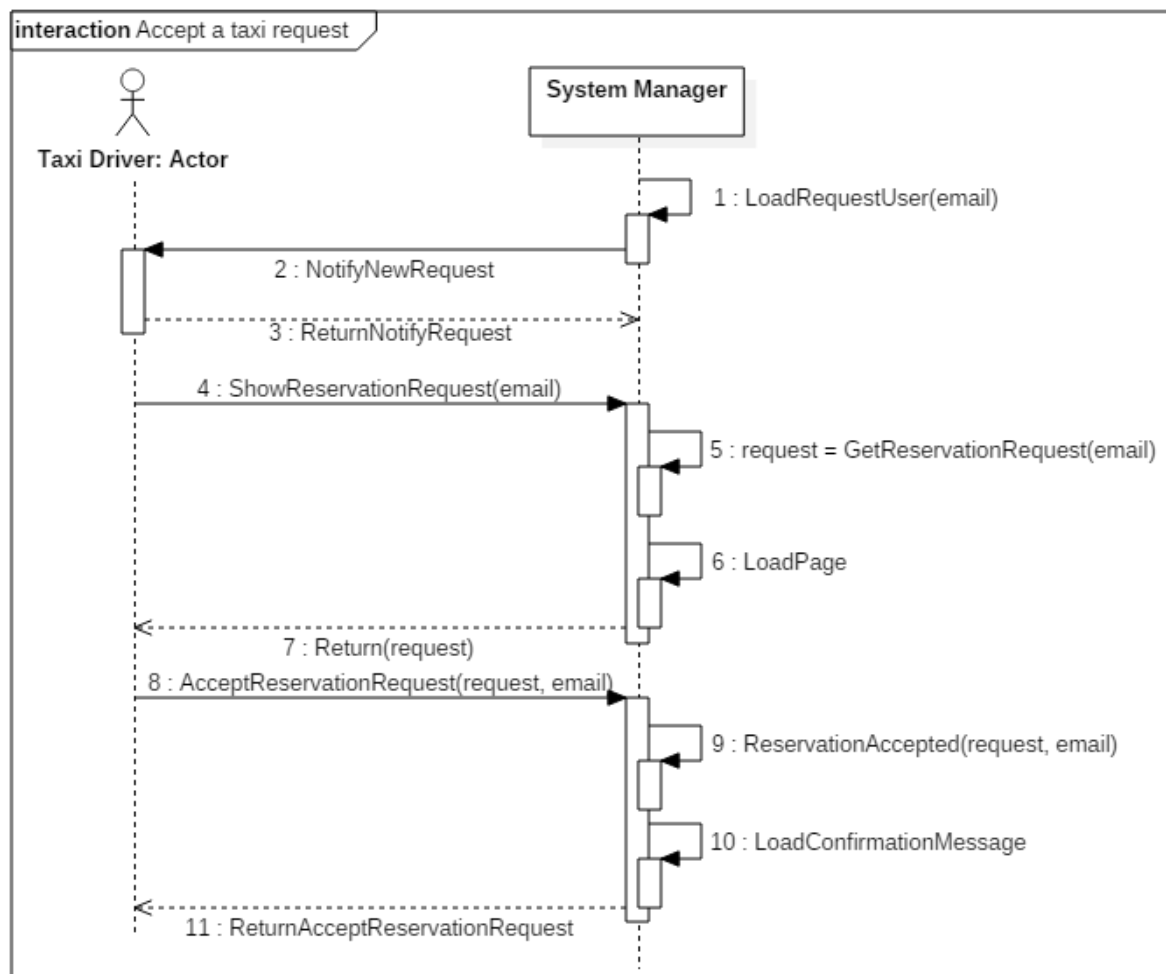 interaction Accept a taxi request
System Manager
Taxi Driver: Actor
1 : LoadRequestUser(email)
2 : NotifyNewRequest
3 : ReturnNotifyRequest
4 : ShowReservationRequest(email)
5 : request = GetReservationRequest(email)
6 : LoadPage
7 : Return(request)
8 : AcceptReservationRequest(request, email)
9 : ReservationAccepted(request, email)
10 : LoadConfirmationMessage
11 : ReturnAcceptReservationRequest